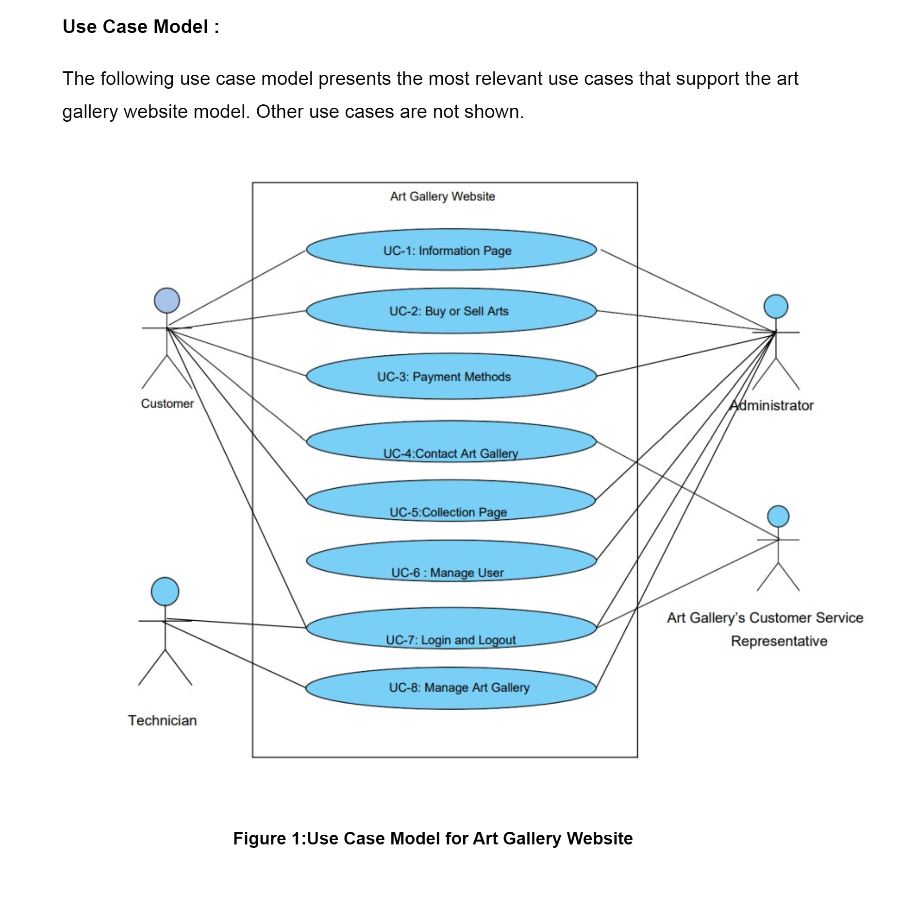 Use Case Model :
The following use case model presents the most relevant use cases that support the art
gallery website model. Other use cases are not shown.
Art Gallery Website
UC-1: Information Page
UC-2: Buy or Sell Arts
UC-3: Payment Methods
Customer
Administrator
UC-4:Contact Art Gallery
UC-5:Collection Page
UC-6 : Manage User
Art Gallery's Customer Service
Representative
UC-7: Login and Logout
UC-8: Manage Art Gallery
Technician
Figure 1:Use Case Model for Art Gallery Website